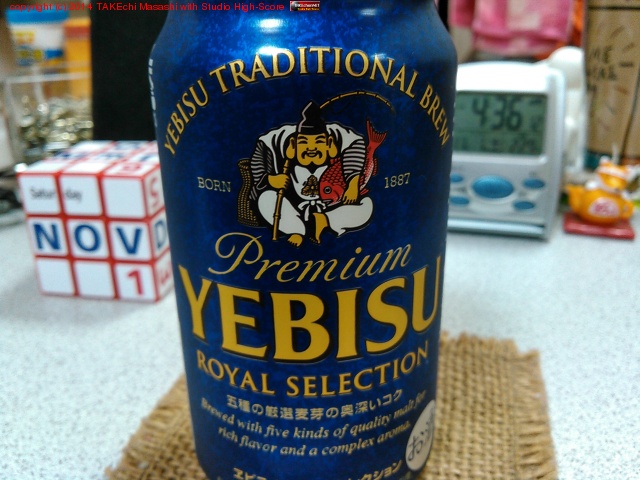 copyright (c) 2014 TAKEchi Masashi with Studio High-Score
YEBISU TRADITIONAL BREW
BORN 1887
Premium
YEBISU
ROYAL SELECTION
五種の厳選麦芽の奥深いコク
Brewed with five kinds of quality malt for
rich flavor and a complex aroma.
Saturday
NOV
1
4:36